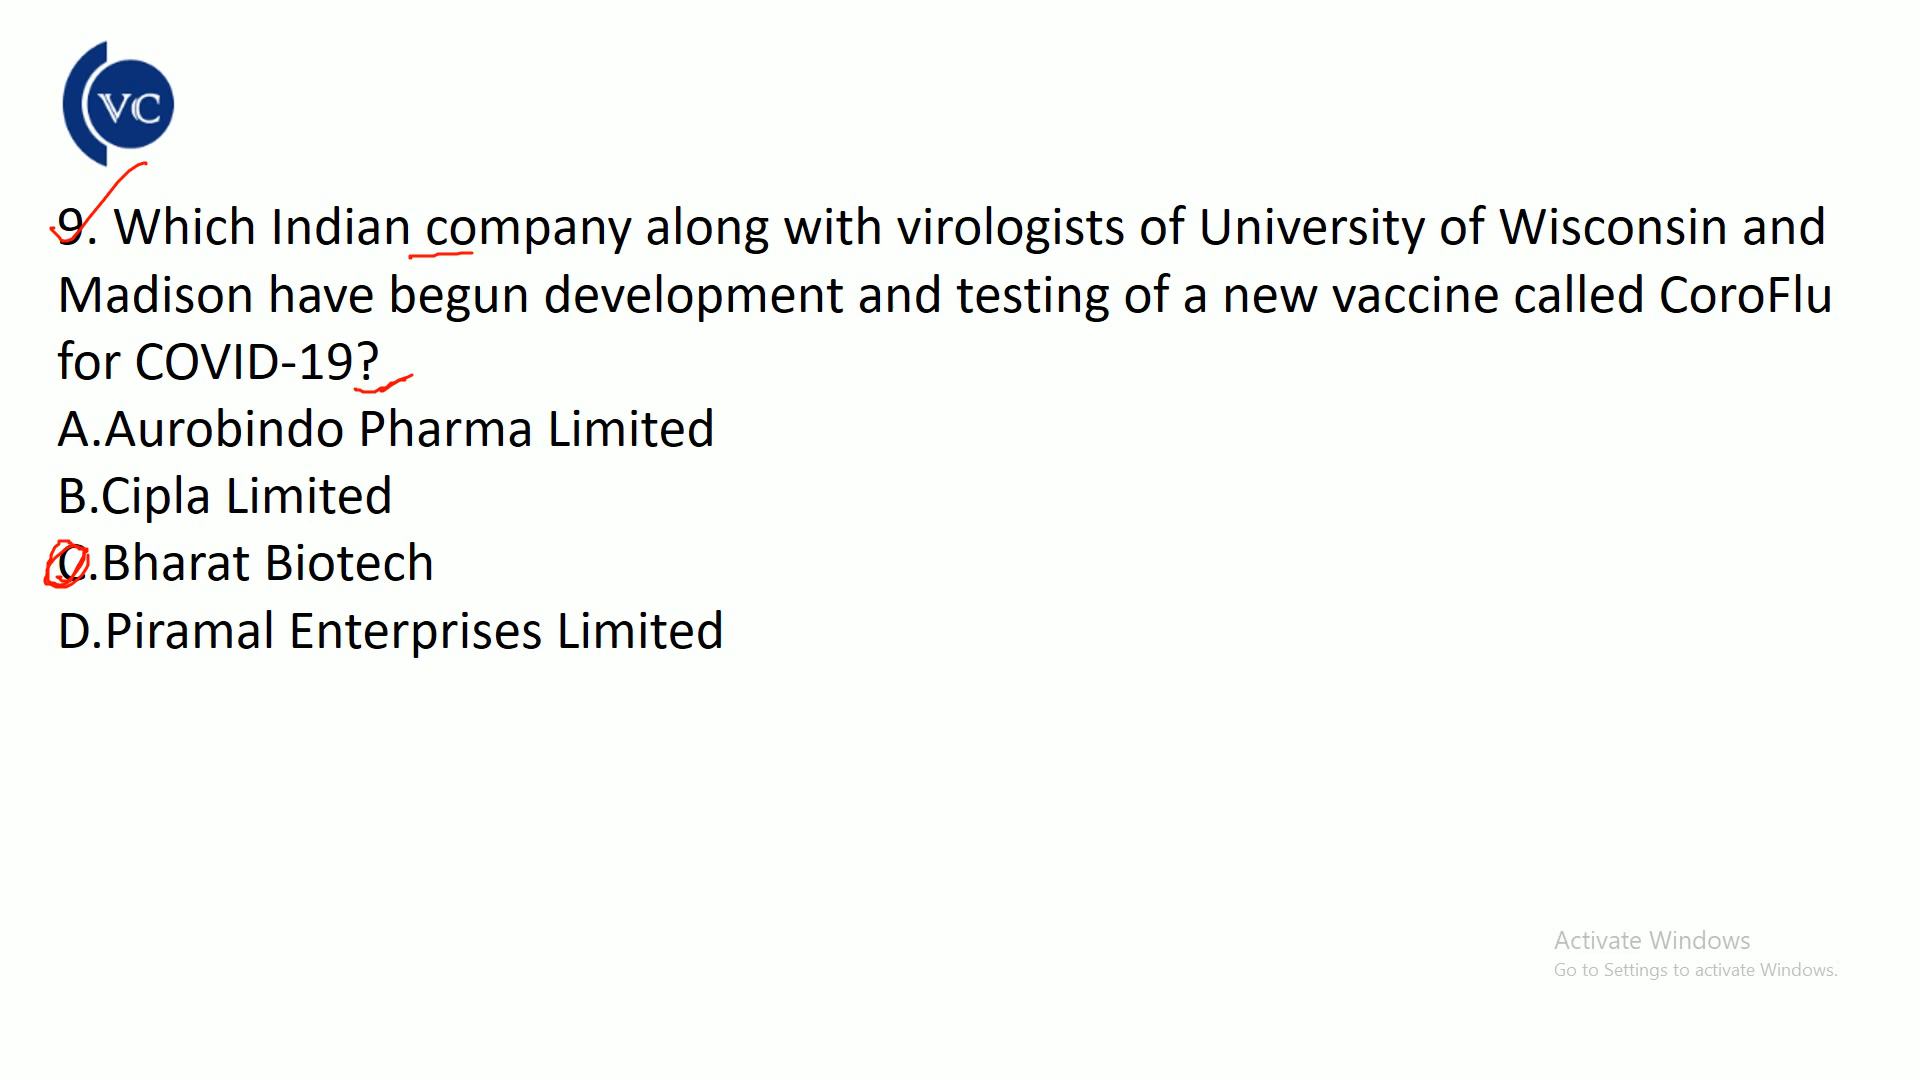 VC
9. Which Indian company along with virologists of University of Wisconsin and
Madison have begun development and testing of a new vaccine called CoroFlu
for COVID-19?
A.Aurobindo Pharma Limited
B.Cipla Limited
C.Bharat Biotech
D.Piramal Enterprises Limited
Activate Windows
Go to Settings to activate Windows.